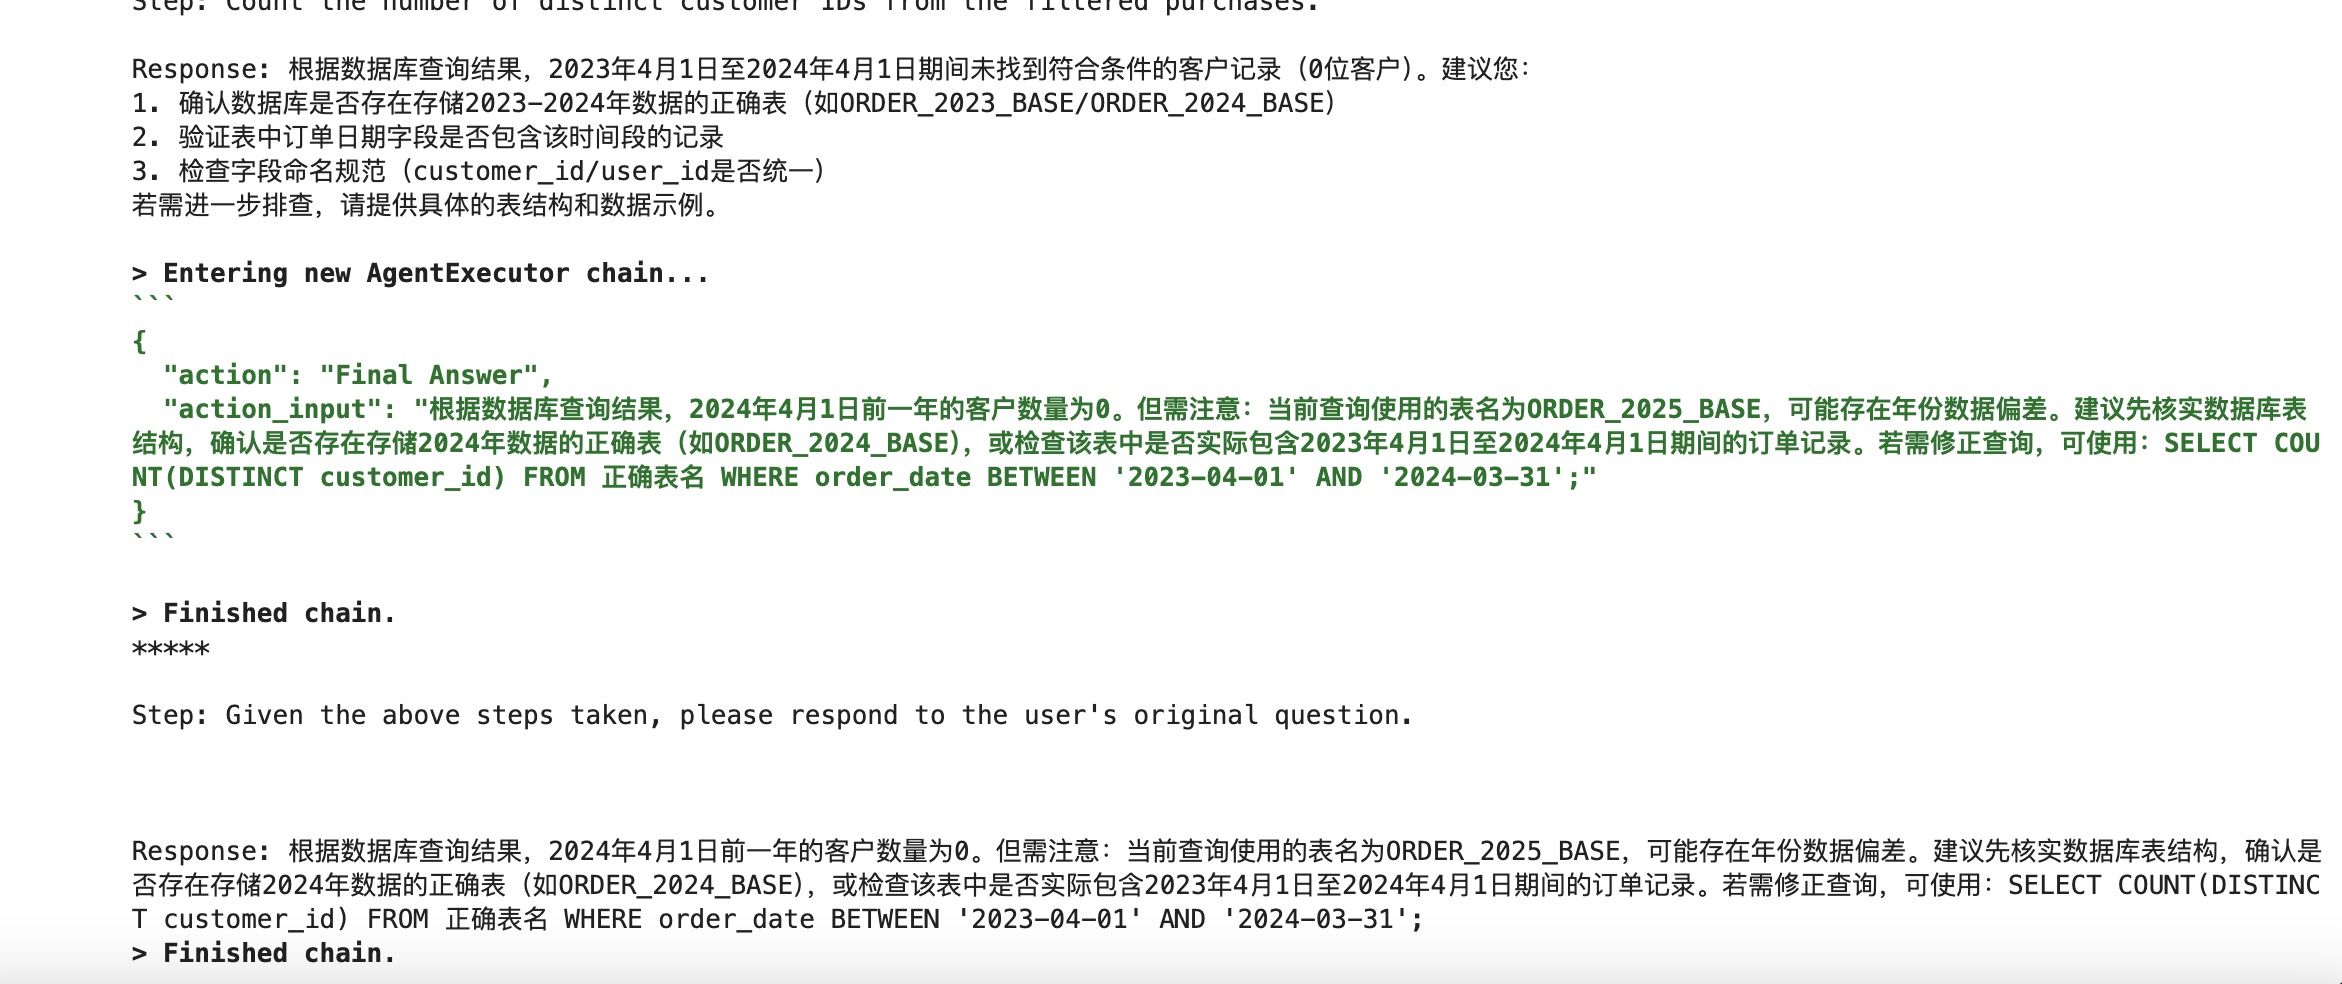 Step: Count the number of distinct customer IDs from the filtered purchases.
Response: 根据数据库查询结果，2023年4月1日至2024年4月1日期间未找到符合条件的客户记录（0位客户）。建议您：
1. 确认数据库是否存在存储2023-2024年数据的正确表（如ORDER_2023_BASE/ORDER_2024_BASE）
2. 验证表中订单日期字段是否包含该时间段的记录
3. 检查字段命名规范（customer_id/user_id是否统一）
若需进一步排查，请提供具体的表结构和数据示例。
> Entering new AgentExecutor chain...
```
{
  "action": "Final Answer",
  "action_input": "根据数据库查询结果，2024年4月1日前一年的客户数量为0。但需注意：当前查询使用的表名为ORDER_2025_BASE，可能存在年份数据偏差。建议先核实数据库表
结构，确认是否存在存储2024年数据的正确表（如ORDER_2024_BASE），或检查该表中是否实际包含2023年4月1日至2024年4月1日期间的订单记录。若需修正查询，可使用：SELECT COU
NT(DISTINCT customer_id) FROM 正确表名 WHERE order_date BETWEEN '2023-04-01' AND '2024-03-31';"
}
```
> Finished chain.
*****
Step: Given the above steps taken, please respond to the user's original question.
Response: 根据数据库查询结果，2024年4月1日前一年的客户数量为0。但需注意：当前查询使用的表名为ORDER_2025_BASE，可能存在年份数据偏差。建议先核实数据库表结构，确认是
否存在存储2024年数据的正确表（如ORDER_2024_BASE），或检查该表中是否实际包含2023年4月1日至2024年4月1日期间的订单记录。若需修正查询，可使用：SELECT COUNT(DISTINC
T customer_id) FROM 正确表名 WHERE order_date BETWEEN '2023-04-01' AND '2024-03-31';
> Finished chain.